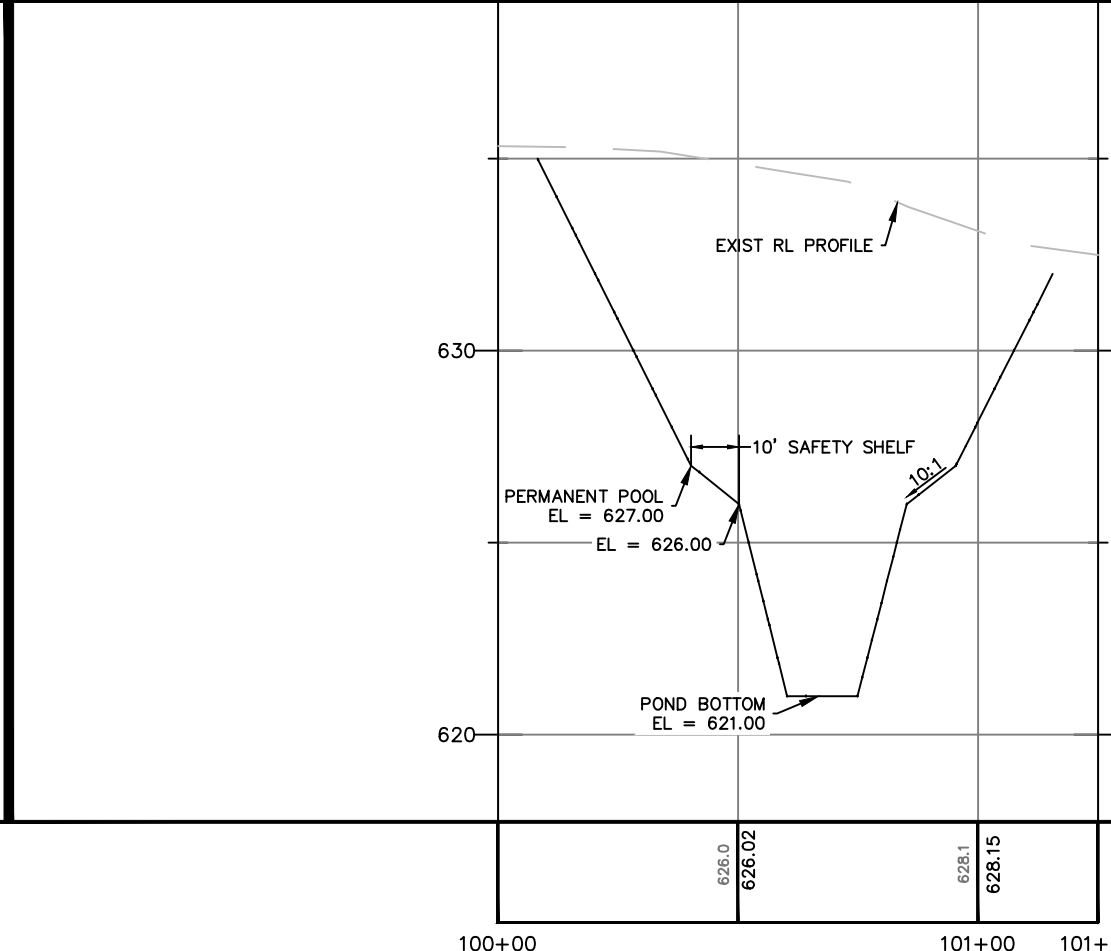 EXIST RL PROFILE
630
10' SAFETY SHELF
10:1
PERMANENT POOL
EL = 627.00
EL = 626.00
POND BOTTOM
EL = 621.00
620
626.0
626.02
628.1
628.15
100+00
101+00
101+